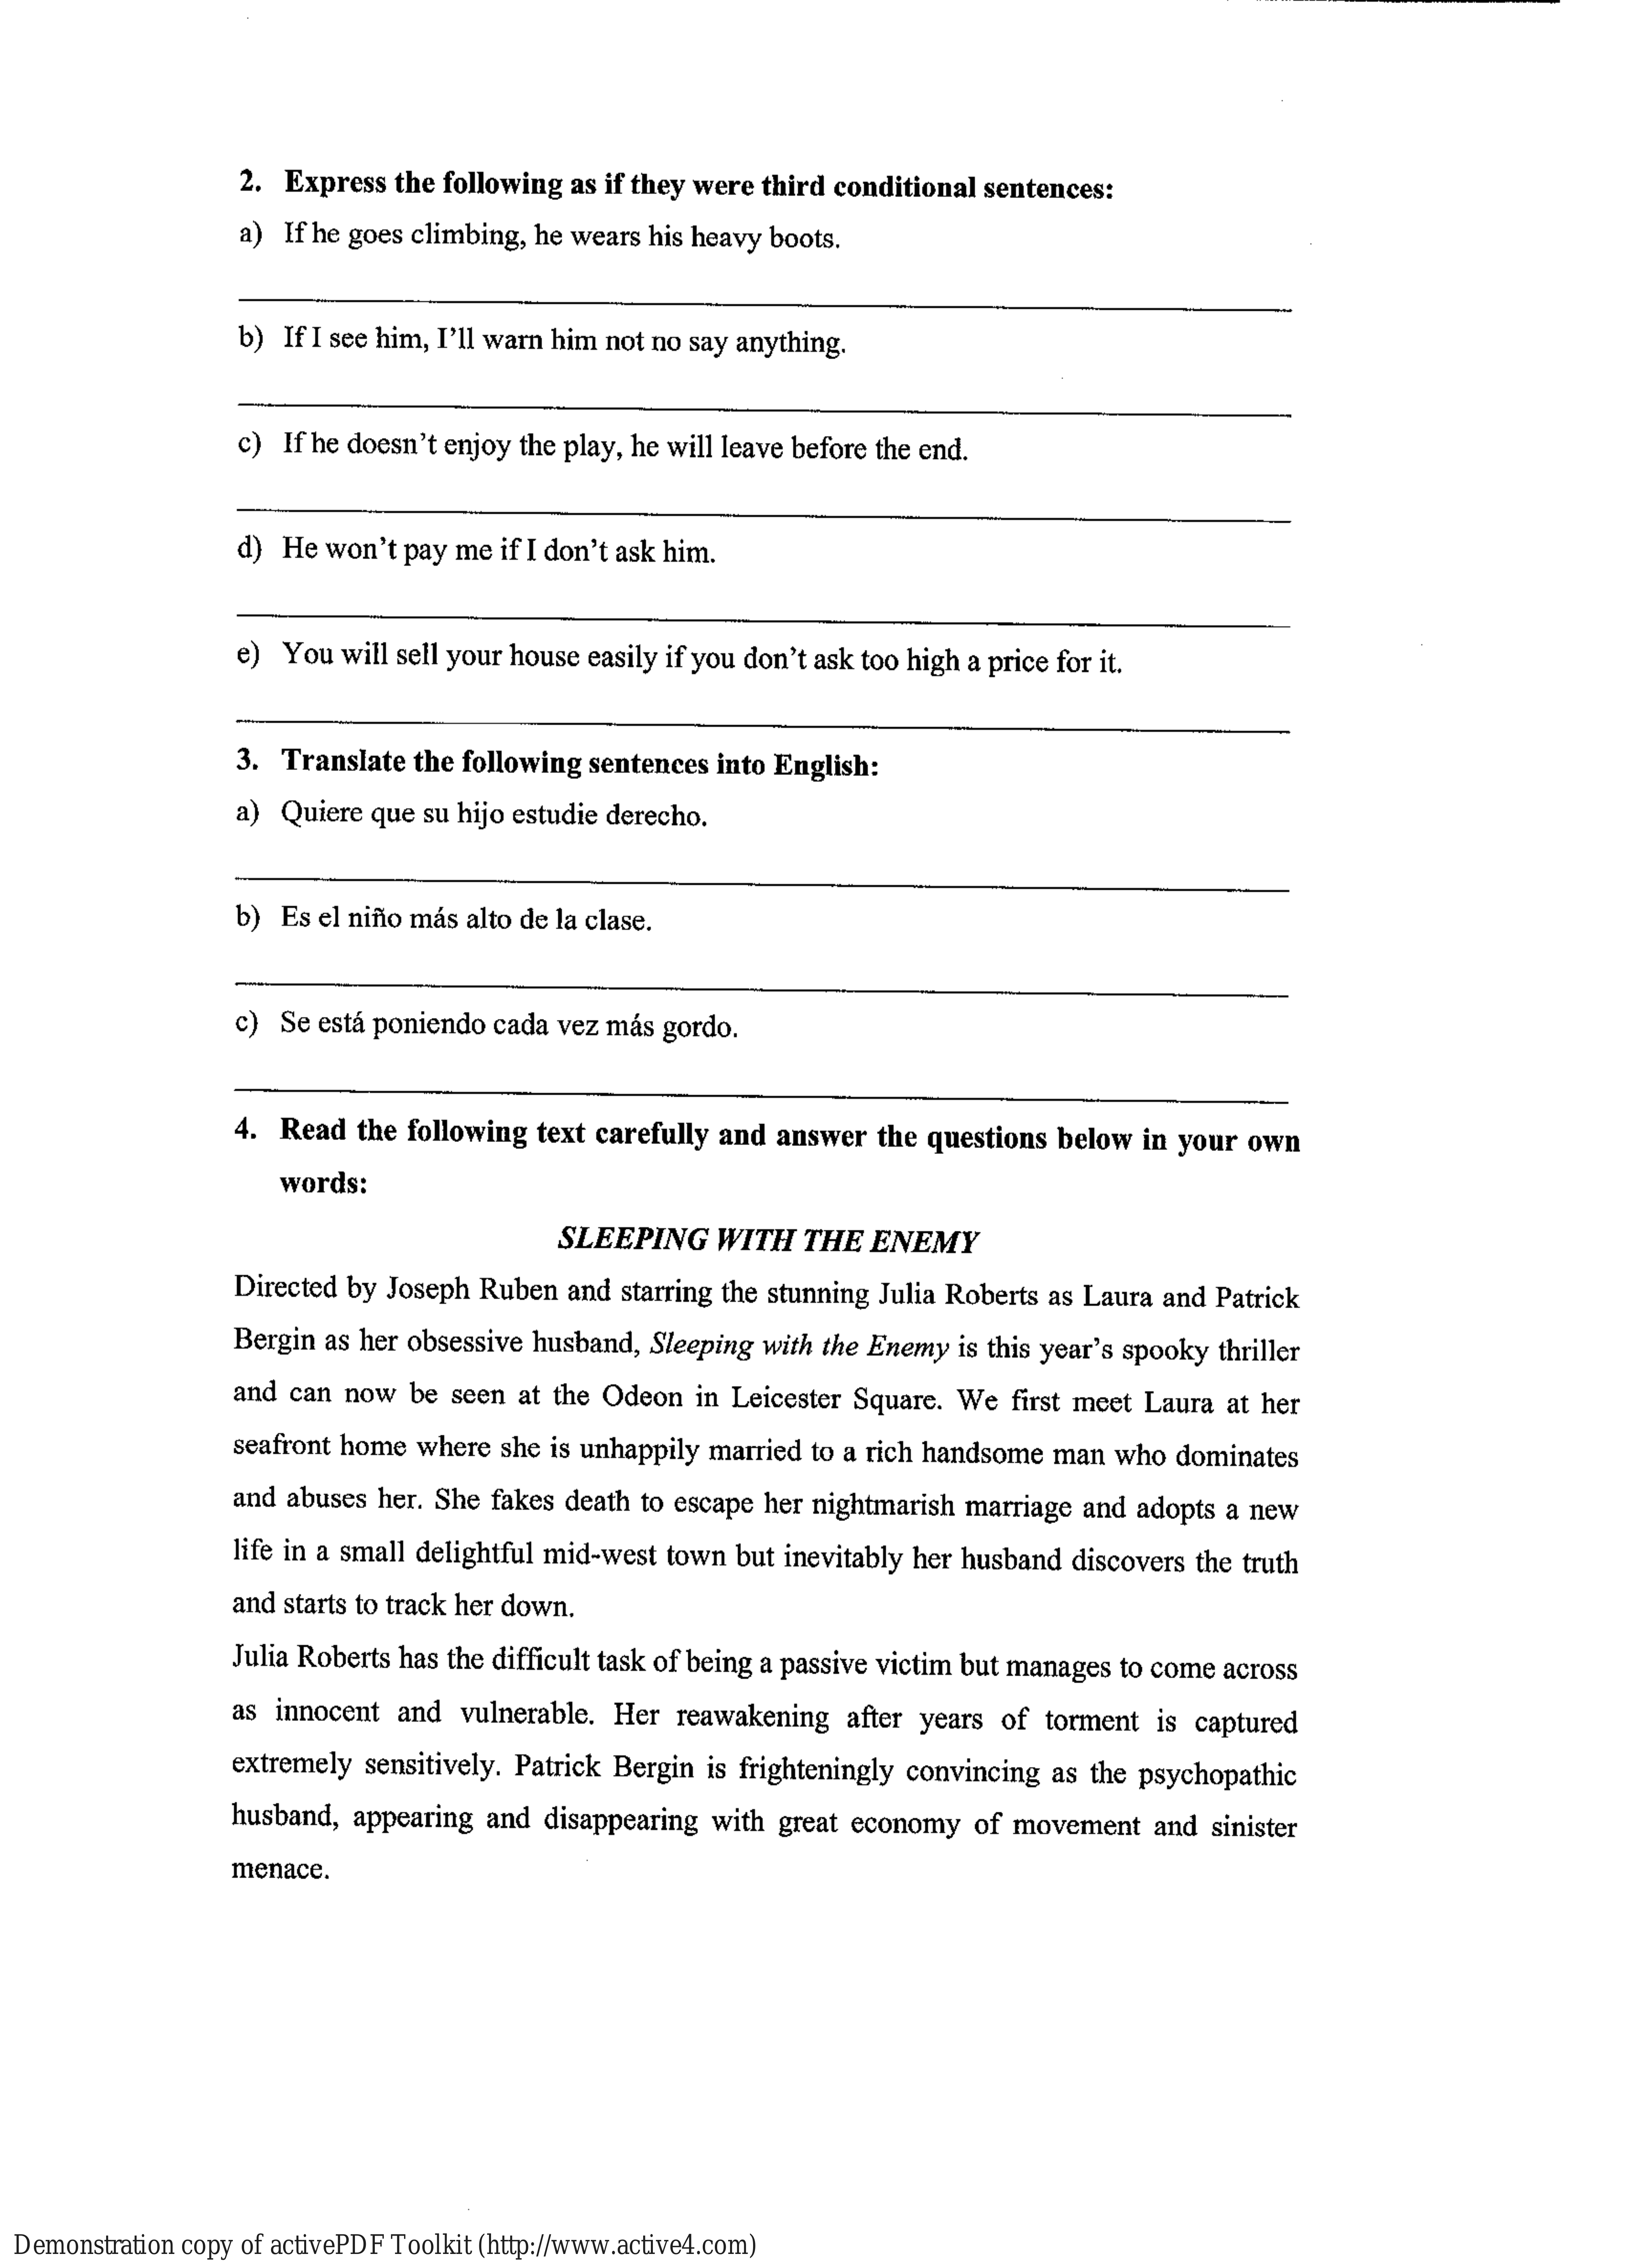 2. Express the following as if they were third conditional sentences:
a) If he goes climbing, he wears his heavy boots.
b) If I see him, I'll warn him not no say anything.
c) If he doesn't enjoy the play, he will leave before the end.
d) He won't pay me if I don't ask him.
e) You will sell your house easily if you don't ask too high a price for it.
3. Translate the following sentences into English:
a) Quiere que su hijo estudie derecho.
b) Es el niño más alto de la clase.
c) Se está poniendo cada vez más gordo.
4. Read the following text carefully and answer the questions below in your own
words:
SLEEPING WITH THE ENEMY
Directed by Joseph Ruben and starring the stunning Julia Roberts as Laura and Patrick
Bergin as her obsessive husband, Sleeping with the Enemy is this year's spooky thriller
and can now be seen at the Odeon in Leicester Square. We first meet Laura at her
seafront home where she is unhappily married to a rich handsome man who dominates
and abuses her. She fakes death to escape her nightmarish marriage and adopts a new
life in a small delightful mid-west town but inevitably her husband discovers the truth
and starts to track her down.
Julia Roberts has the difficult task of being a passive victim but manages to come across
as innocent and vulnerable. Her reawakening after years of torment is captured
extremely sensitively. Patrick Bergin is frighteningly convincing as the psychopathic
husband, appearing and disappearing with great economy of movement and sinister
menace.
Demonstration copy of activePDF Toolkit (http://www.active4.com)